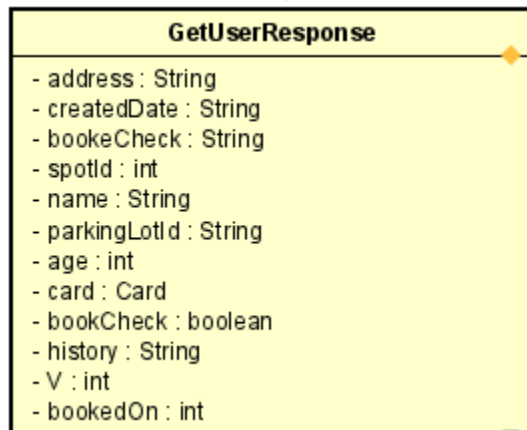 GetUserResponse
- address : String
- createdDate : String
- bookeCheck : String
- spotId : int
- name : String
- parkingLotId : String
- age : int
- card : Card
- bookCheck : boolean
- history : String
- V : int
- bookedOn : int